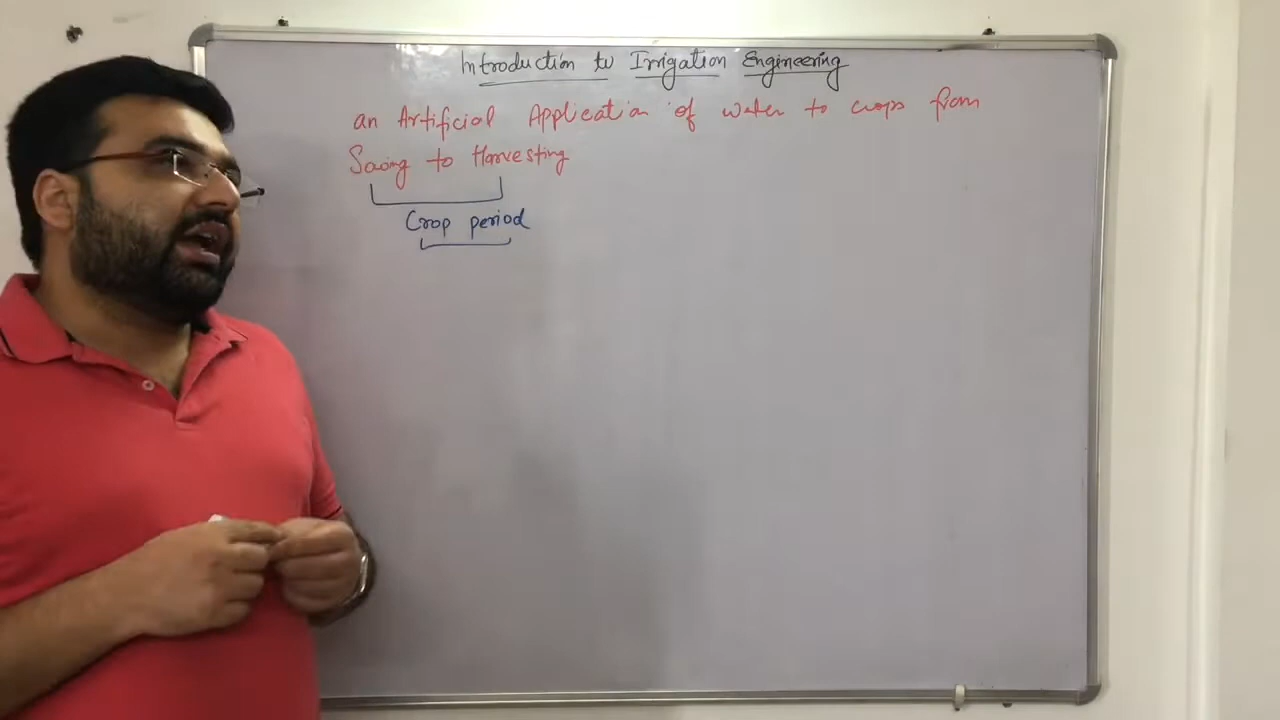 Introduction to Irrigation Engineering
an Artificial Application of water to crops from
Sowing to Harvesting
Crop period